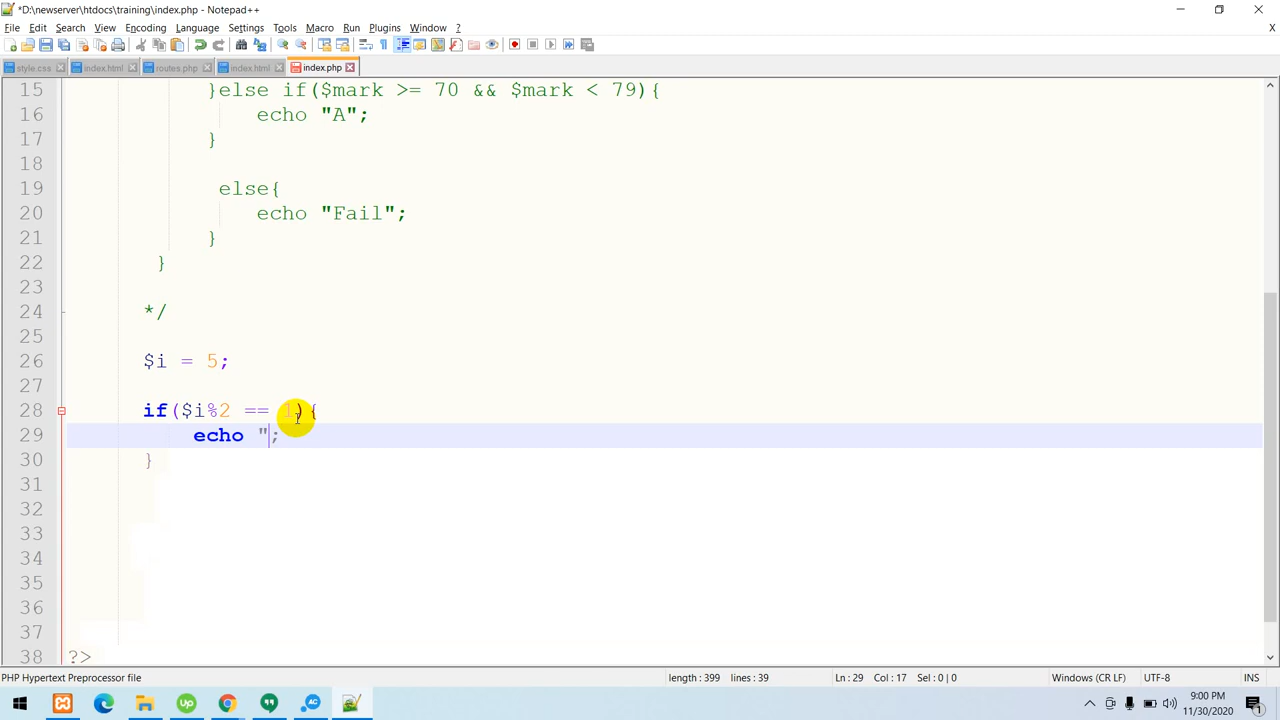 *D:\newserver\htdocs\training\index.php - Notepad++
File Edit Search View Encoding Language Settings Tools Macro Run Plugins Window ?
X
style.css index.html routes.php index.html index.php
15 }else if($mark >= 70 && $mark < 79){
16 echo "A";
17 }
18
19 else{
20 echo "Fail";
21 }
22 }
23
24 */
25
26 $i = 5;
27
28 if($i%2 == 1){
29 echo ";
30 }
31
32
33
34
35
36
37
38 ?>
PHP Hypertext Preprocessor file length : 399 lines : 39 Ln : 29 Col : 17 Sel : 0 | 0 Windows (CR LF) UTF-8 INS
Up AC 9:00 PM
11/30/2020 1